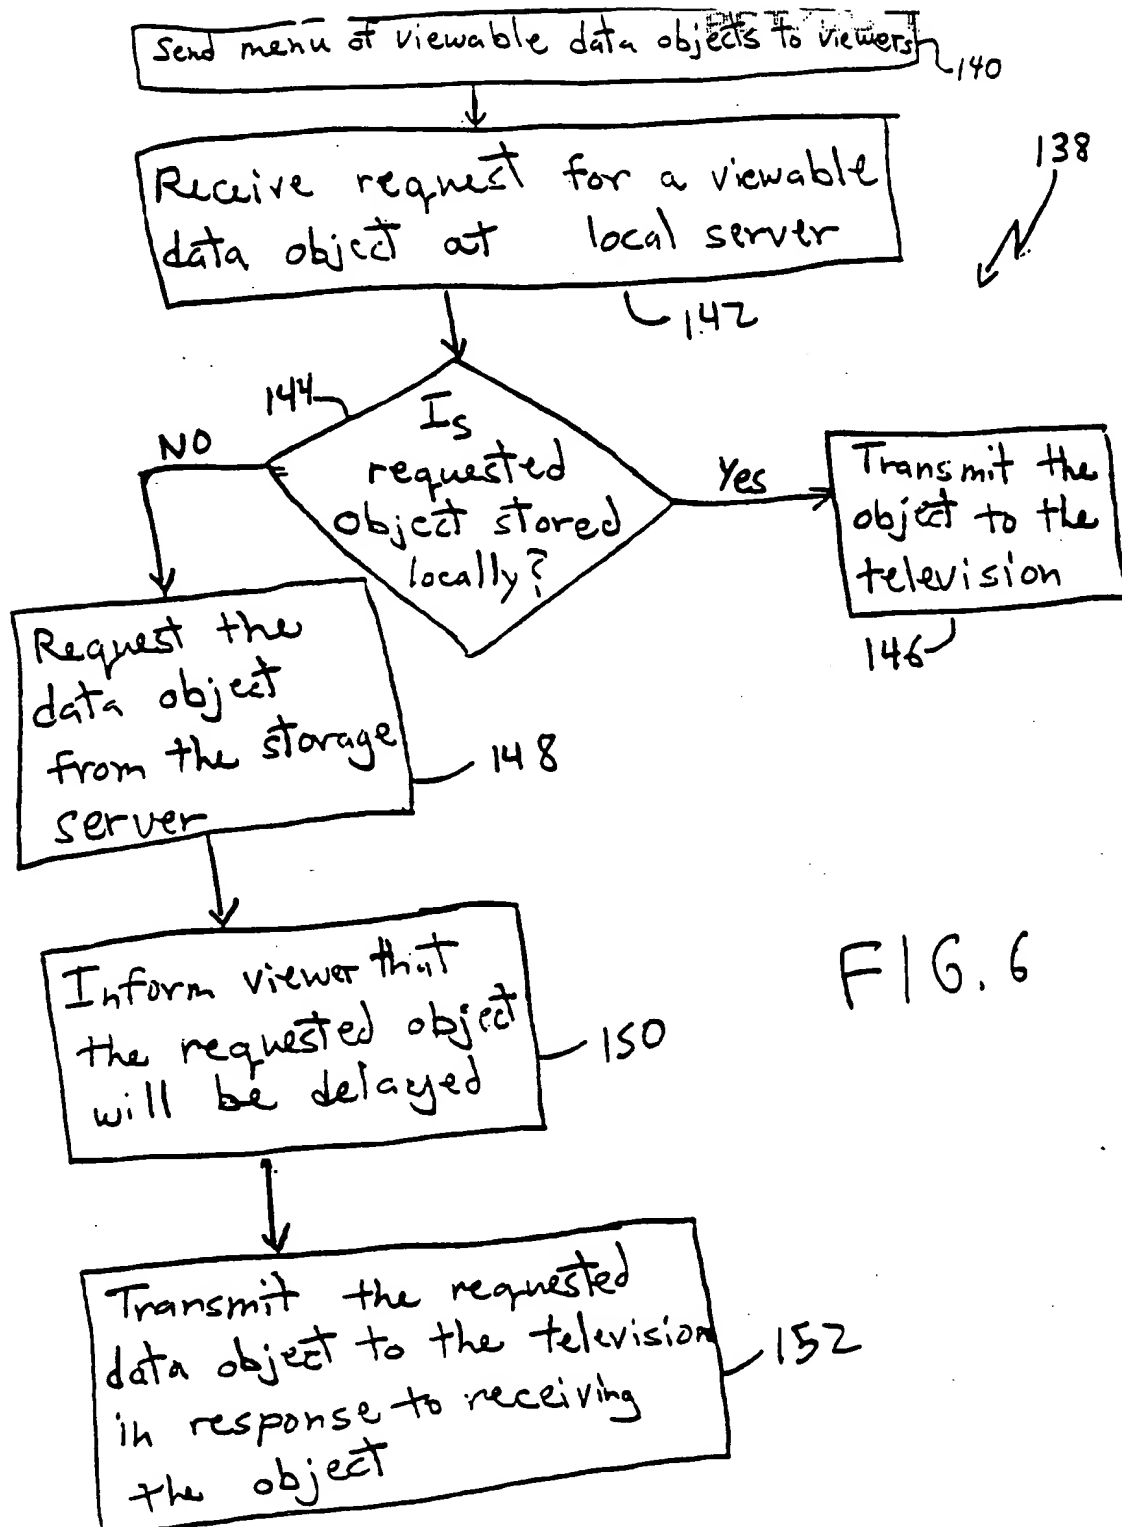 Send menu of viewable data objects to viewers
140
Receive request for a viewable
data object at local server
138
142
144
Is
requested
object stored
locally?
NO
Yes
Transmit the
object to the
television
146
Request the
data object
from the storage
server
148
Inform viewer that
the requested object
will be delayed
150
FIG. 6
Transmit the requested
data object to the television
in response to receiving
the object
152